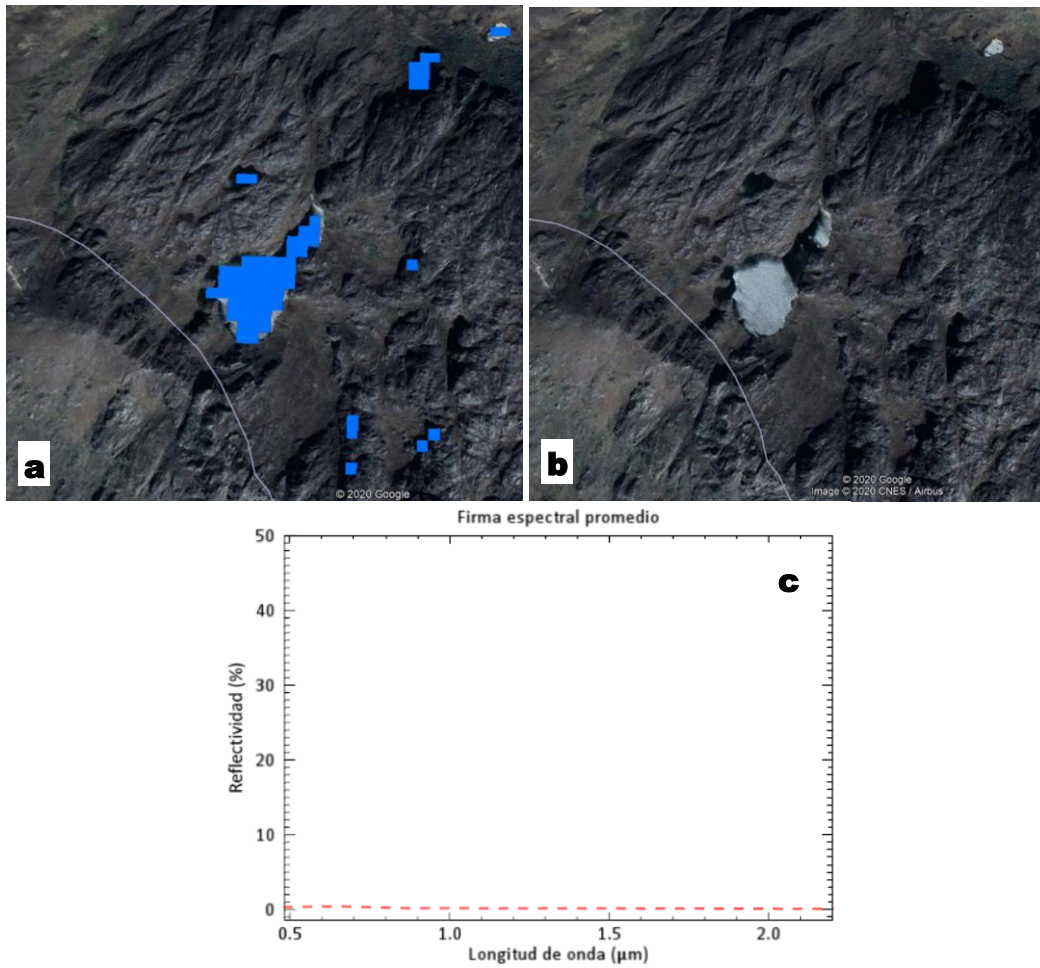 a
© 2020 Google
b
© 2020 Google
Image © 2020 CNES / Airbus
Firma espectral promedio
c
Reflectividad (%)
50
40
30
20
10
0
0.5 1.0 1.5 2.0
Longitud de onda (µm)